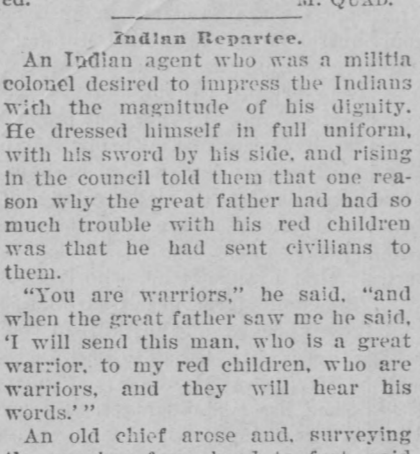 ed. M. QUAD.
Indian Repartee.
An Indian agent who was a militia
colonel desired to impress the Indians
with the magnitude of his dignity.
He dressed himself in full uniform,
with his sword by his side, and rising
in the council told them that one rea-
son why the great father had had so
much trouble with his red children
was that he had sent civilians to
them.
"You are warriors," he said, "and
when the great father saw me he said,
'I will send this man, who is a great
warrior, to my red children, who are
warriors, and they will hear his
words.'"
An old chief arose and, surveying